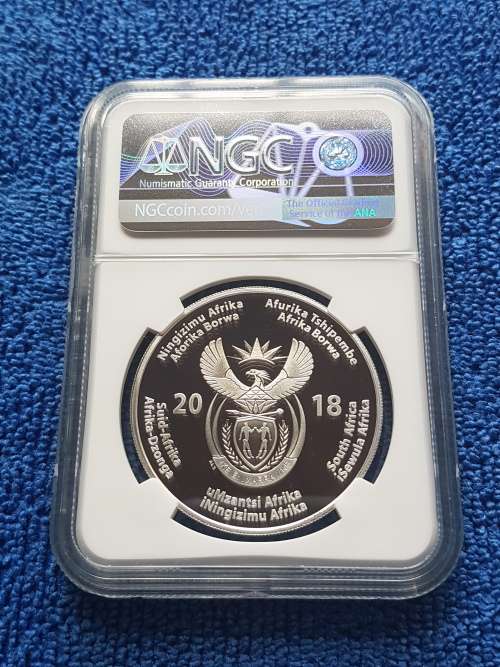 NGC
Numismatic Guaranty Corporation
NGCcoin.com/
The Official Grading
Service of the ANA
Ningizimu Afrika
Aforika Borwa
Afurika Tshipembe
Afrika Borwa
20 18
Suid-Afrika
Afrika-Dzonga
South Africa
iSewula Afrika
uMzantsi Afrika
iNingizimu Afrika